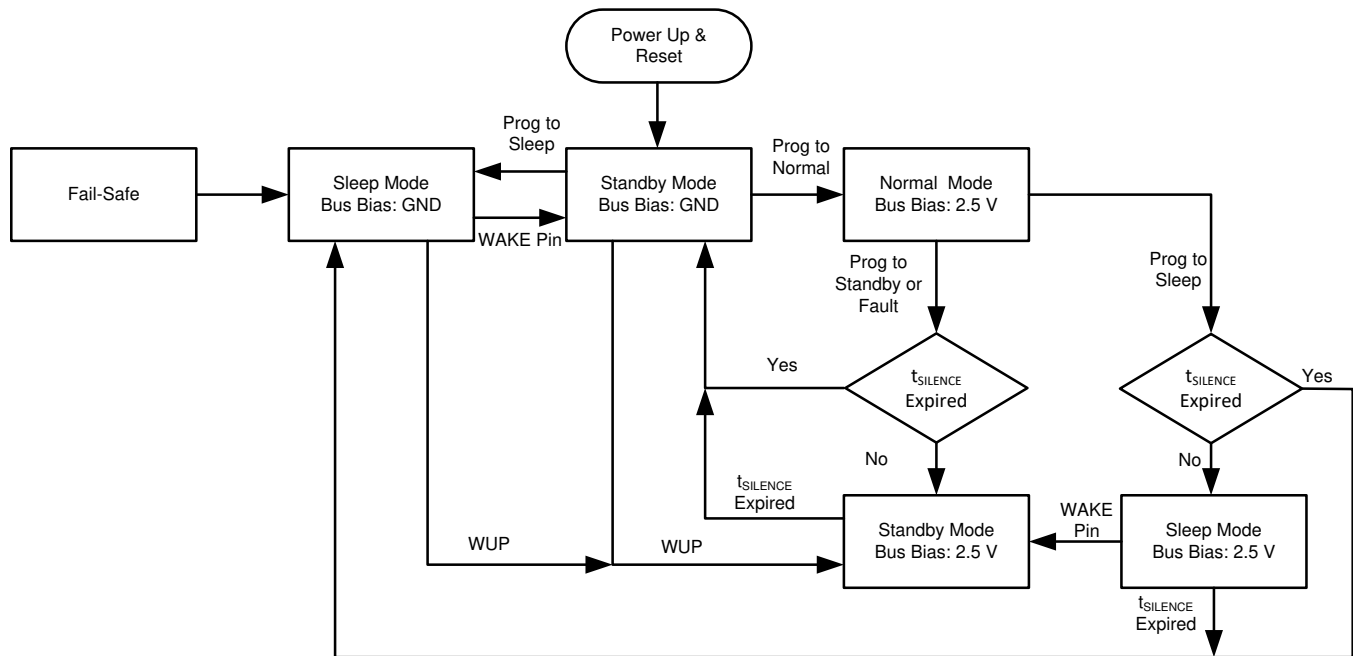 Power Up &
Reset
Prog to
Sleep
Prog to
Normal
Fail-Safe
Sleep Mode
Bus Bias: GND
Standby Mode
Bus Bias: GND
Normal Mode
Bus Bias: 2.5 V
WAKE Pin
Prog to
Standby or
Fault
Prog to
Sleep
Yes
tSILENCE
Expired
tSILENCE
Expired
Yes
No
No
tSILENCE
Expired
WAKE
Pin
Standby Mode
Bus Bias: 2.5 V
Sleep Mode
Bus Bias: 2.5 V
WUP
WUP
tSILENCE
Expired